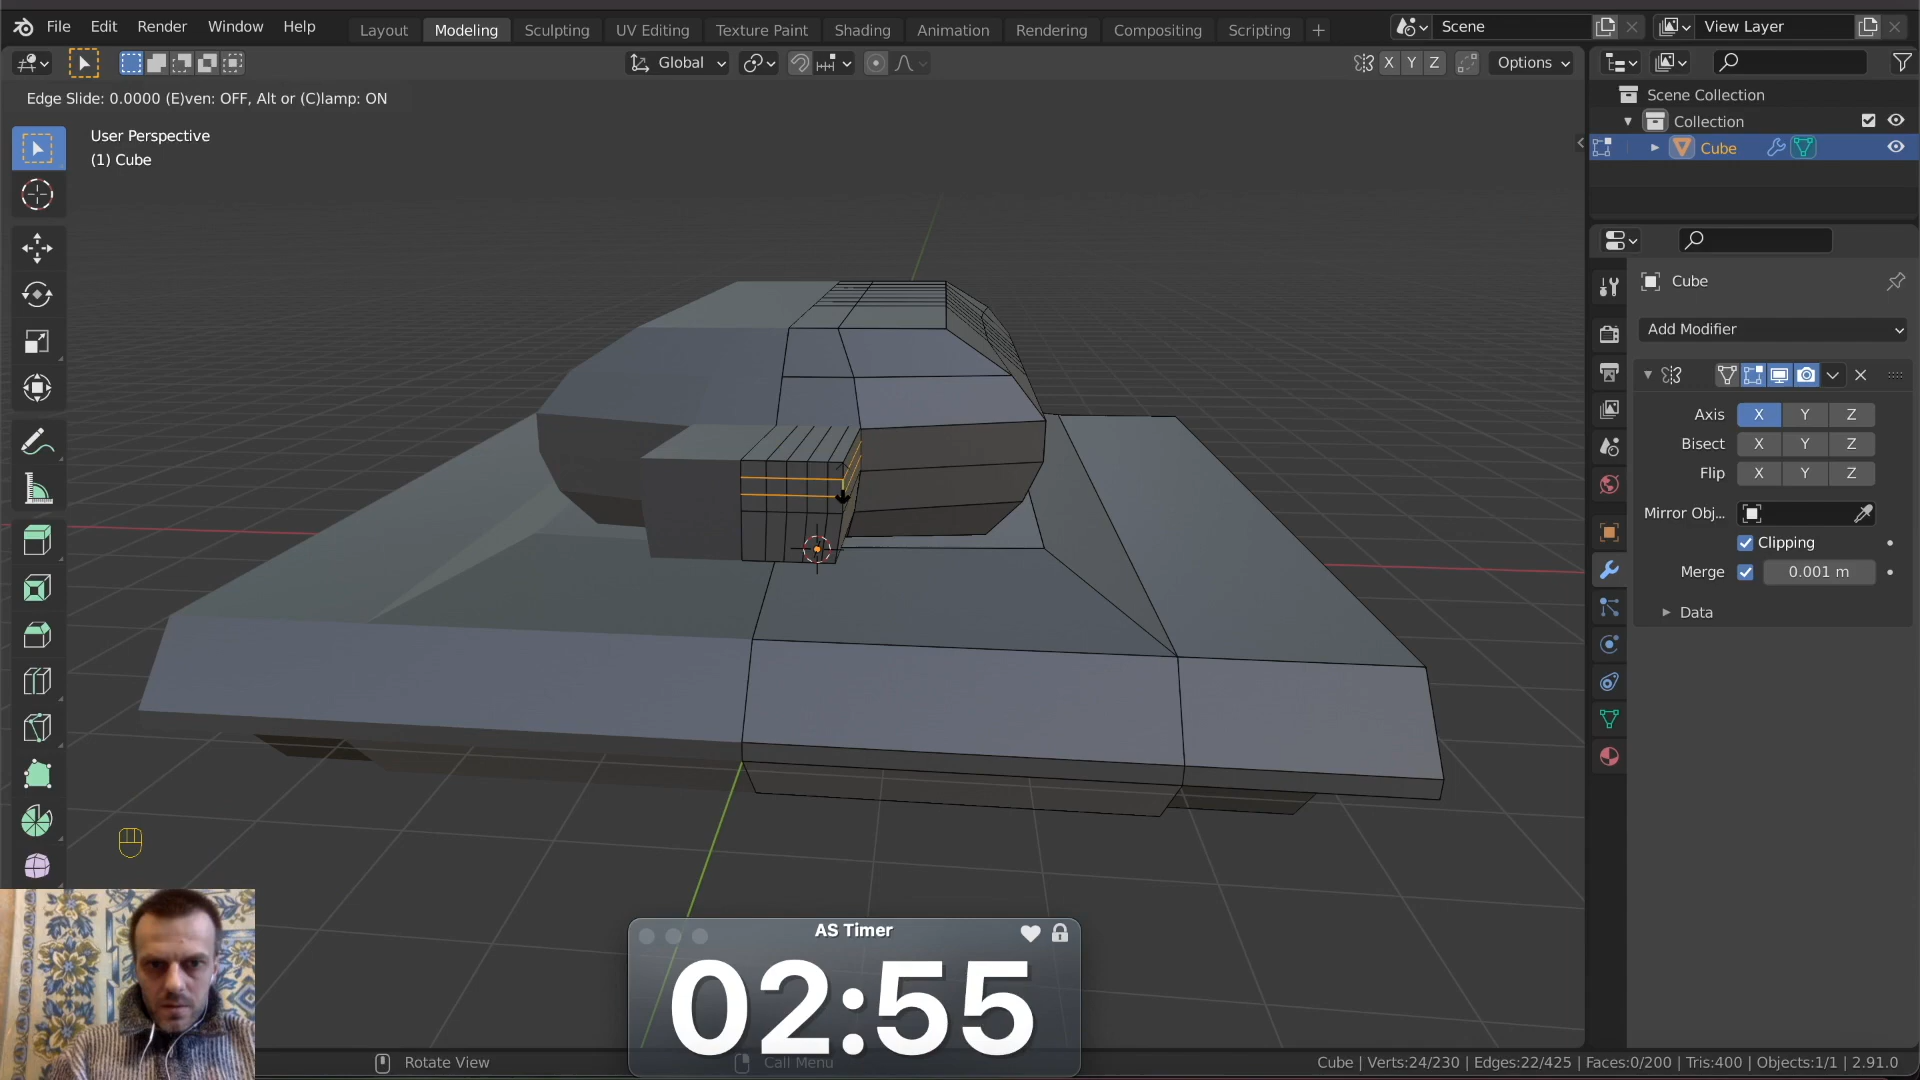 File Edit Render Window Help Layout Modeling Sculpting UV Editing Texture Paint Shading Animation Rendering Compositing Scripting + Scene View Layer
Global X Y Z Options
Edge Slide: 0.0000 (E)ven: OFF, Alt or (C)lamp: ON
User Perspective
(1) Cube
Scene Collection
Collection
Cube
Cube
Add Modifier
Axis X Y Z
Bisect X Y Z
Flip X Y Z
Mirror Obj...
Clipping
Merge 0.001 m
Data
AS Timer
02:55
Rotate View Call Menu Cube | Verts:24/230 | Edges:22/425 | Faces:0/200 | Tris:400 | Objects:1/1 | 2.91.0